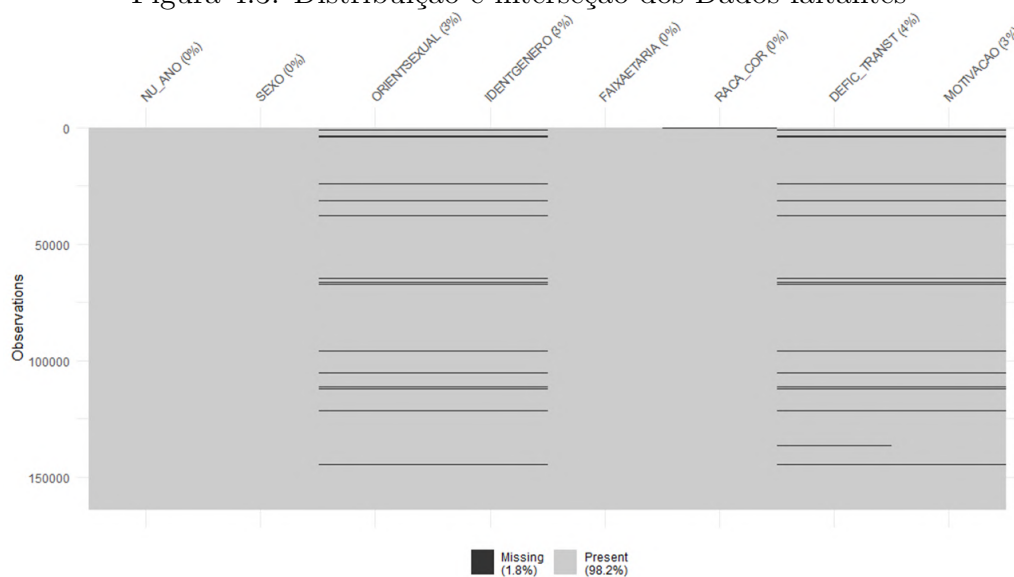 Figura 4.3: Distribuição e interseção dos Dados faltantes
NU_ANO (0%)
SEXO (0%)
ORIENTSEXUAL (3%)
IDENTGENERO (3%)
FAIXAETARIA (0%)
RACA_COR (0%)
DEFIC_TRANST (4%)
MOTIVACAO (3%)
0
50000
100000
150000
Observations
Missing
(1.8%)
Present
(98.2%)